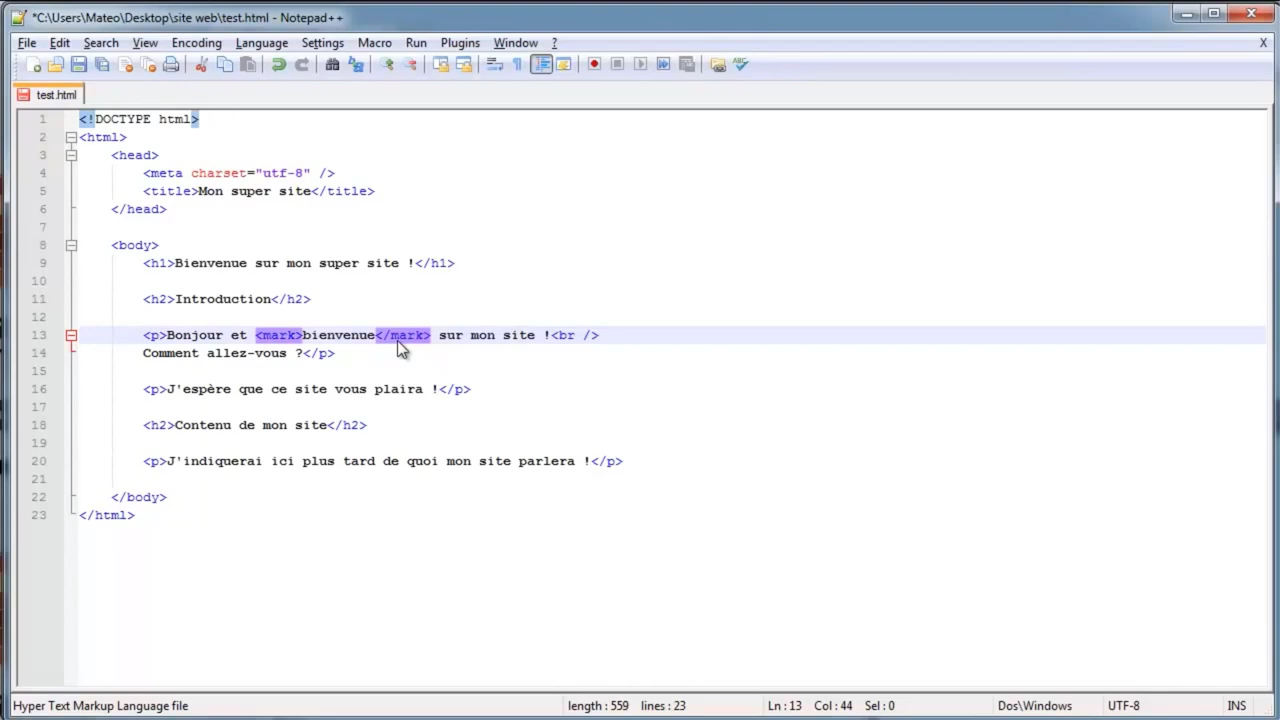 *C:\Users\Mateo\Desktop\site web\test.html - Notepad++
File Edit Search View Encoding Language Settings Macro Run Plugins Window ? X
test.html
1 <!DOCTYPE html>
2 <html>
3 <head>
4 <meta charset="utf-8" />
5 <title>Mon super site</title>
6 </head>
7
8 <body>
9 <h1>Bienvenue sur mon super site !</h1>
10
11 <h2>Introduction</h2>
12
13 <p>Bonjour et <mark>bienvenue</mark> sur mon site !<br />
14 Comment allez-vous ?</p>
15
16 <p>J'espère que ce site vous plaira !</p>
17
18 <h2>Contenu de mon site</h2>
19
20 <p>J'indiquerai ici plus tard de quoi mon site parlera !</p>
21
22 </body>
23 </html>
Hyper Text Markup Language file length : 559 lines : 23 Ln : 13 Col : 44 Sel : 0 Dos\Windows UTF-8 INS